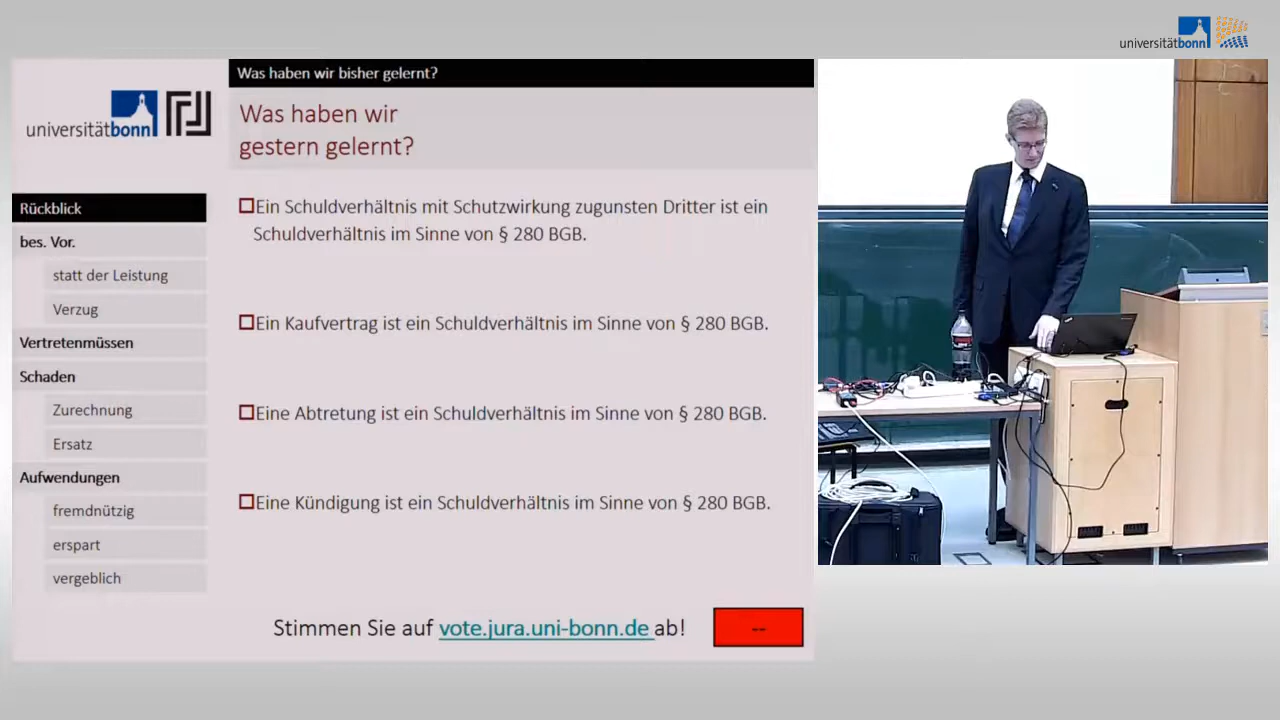 universitätbonn
Was haben wir bisher gelernt?
universitätbonn
Was haben wir
gestern gelernt?
Rückblick
bes. Vor.
statt der Leistung
Verzug
Vertretenmüssen
Schaden
Zurechnung
Ersatz
Aufwendungen
fremdnützig
erspart
vergeblich
Ein Schuldverhältnis mit Schutzwirkung zugunsten Dritter ist ein
Schuldverhältnis im Sinne von § 280 BGB.
Ein Kaufvertrag ist ein Schuldverhältnis im Sinne von § 280 BGB.
Eine Abtretung ist ein Schuldverhältnis im Sinne von § 280 BGB.
Eine Kündigung ist ein Schuldverhältnis im Sinne von § 280 BGB.
Stimmen Sie auf vote.jura.uni-bonn.de ab!
--